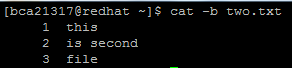 [bca21317@redhat ~]$ cat -b two.txt
     1  this
     2  is second
     3  file